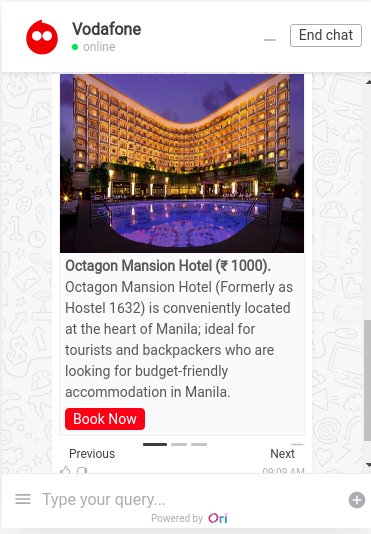 Vodafone
online
End chat
Octagon Mansion Hotel (₹ 1000).
Octagon Mansion Hotel (Formerly as
Hostel 1632) is conveniently located
at the heart of Manila; ideal for
tourists and backpackers who are
looking for budget-friendly
accommodation in Manila.
Book Now
Previous
Next
09:09 AM
Type your query...
Powered by Ori